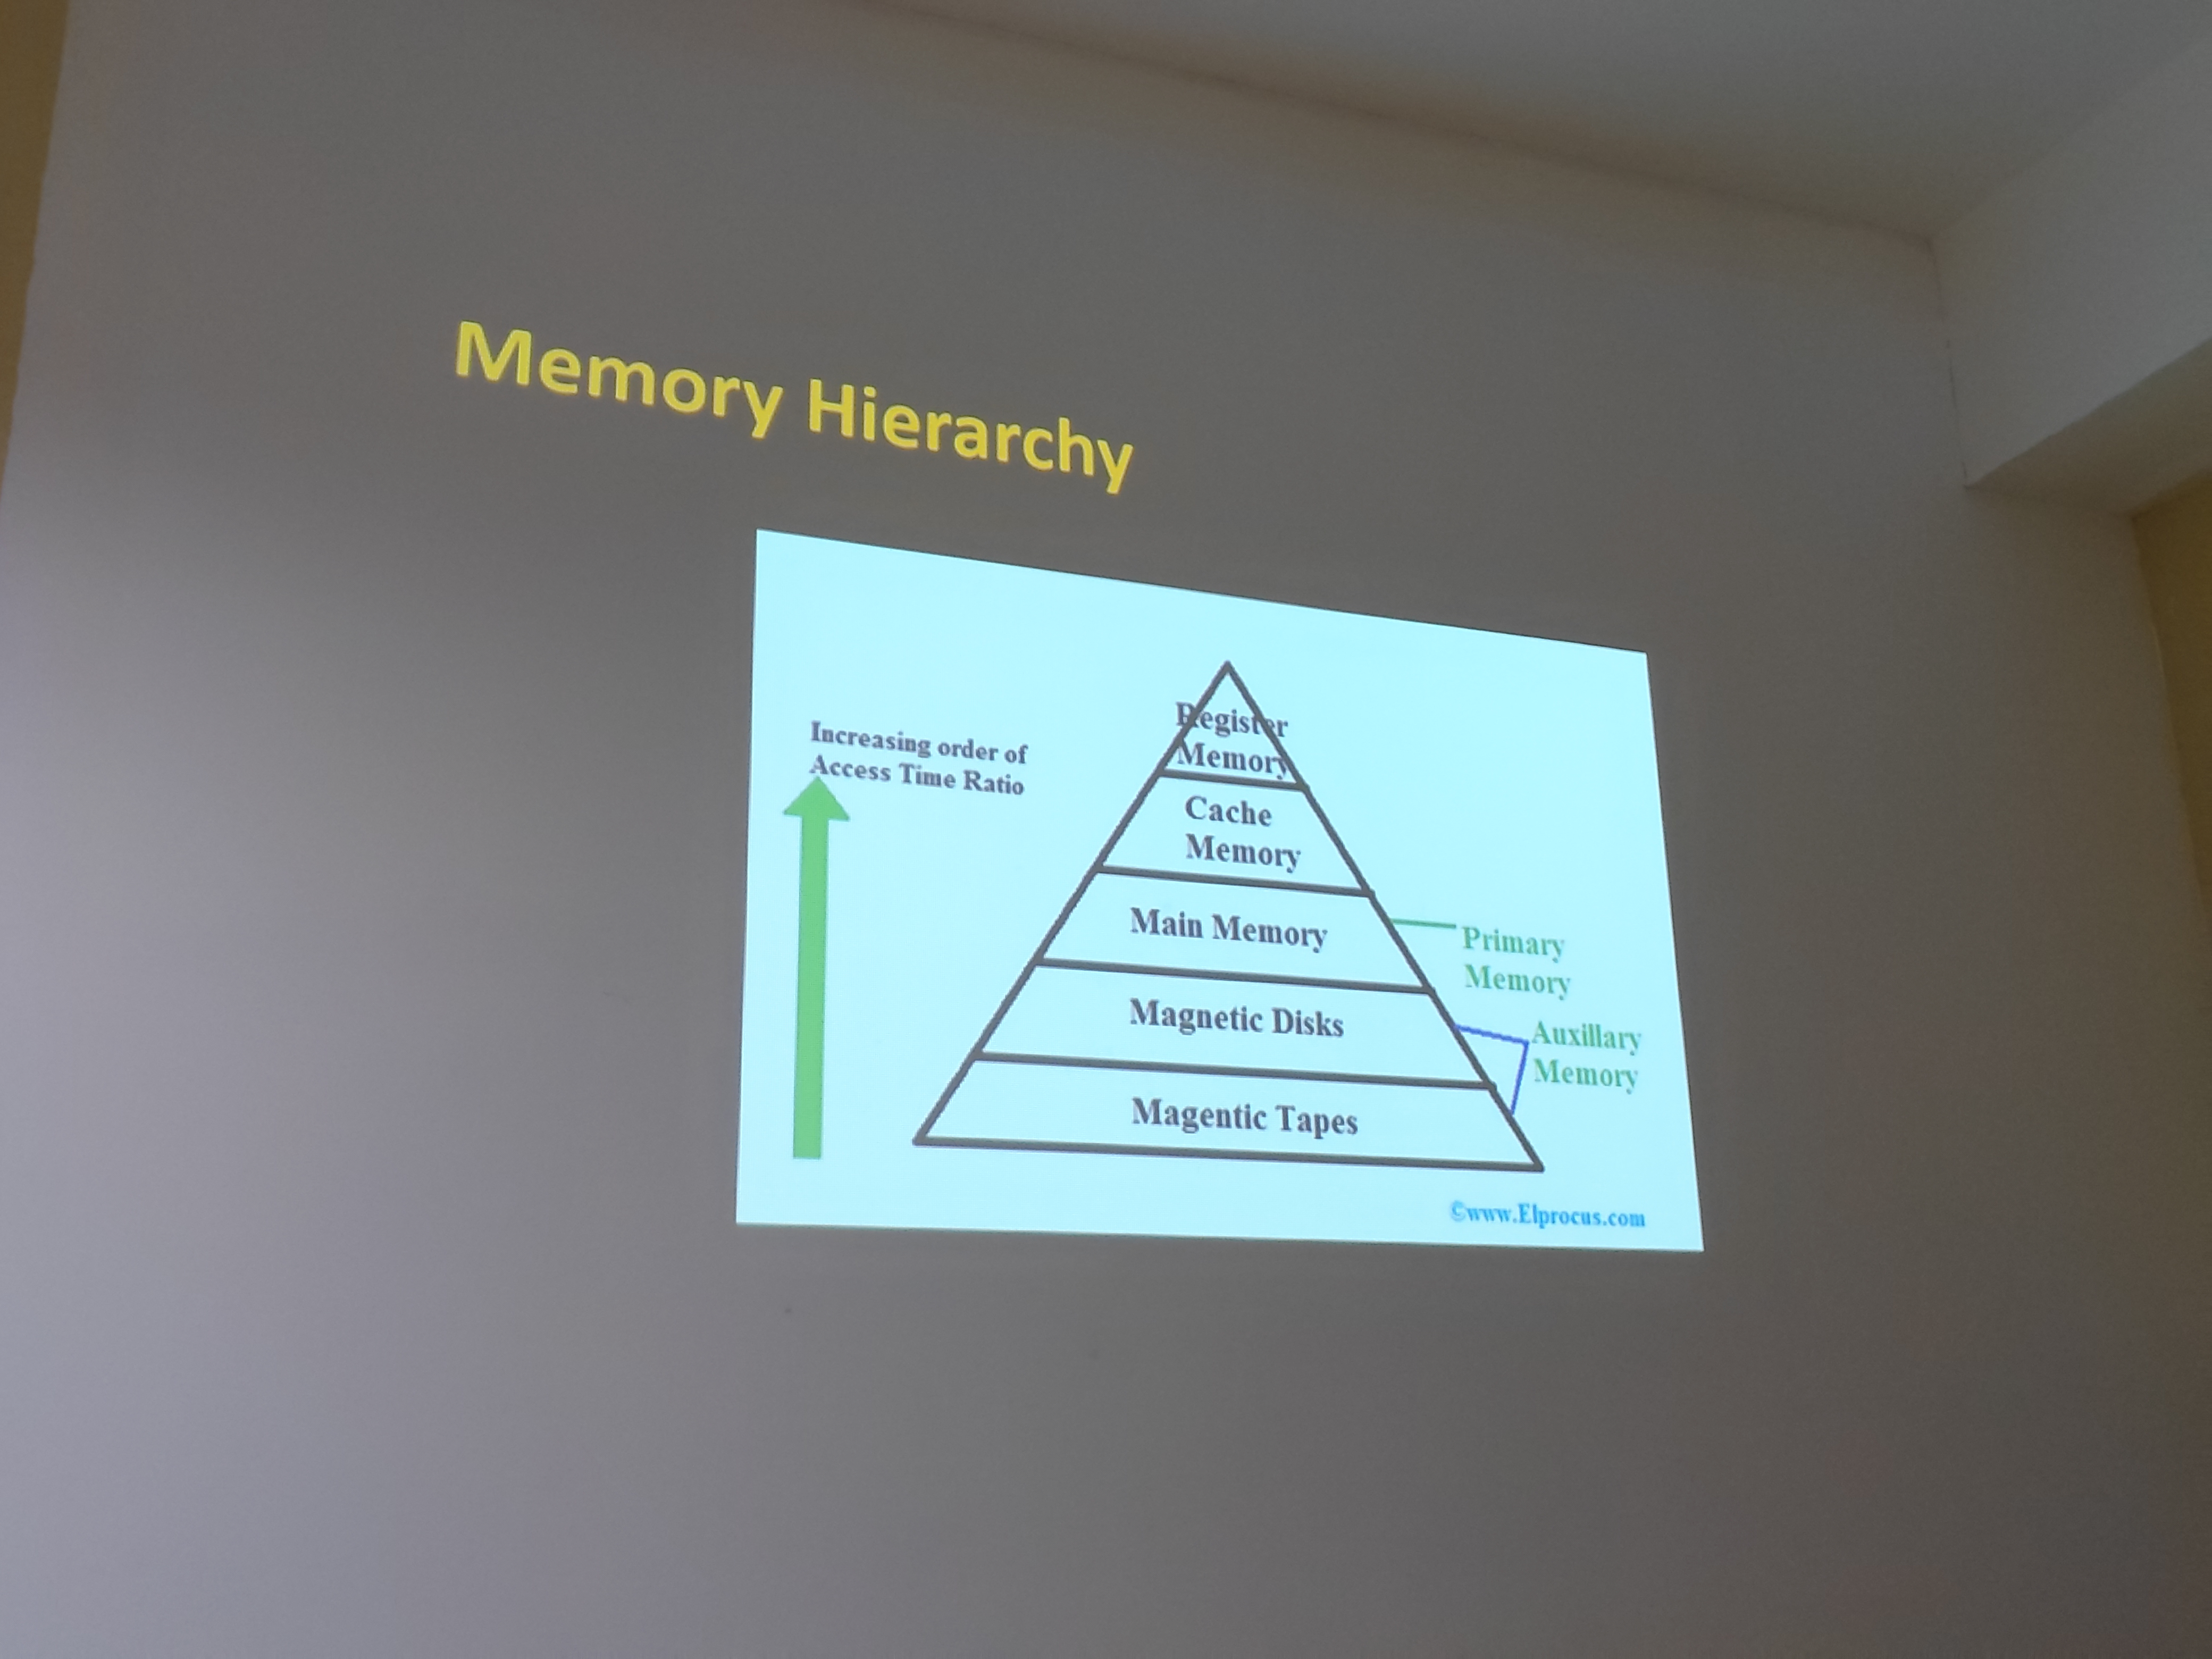 Memory Hierarchy
Increasing order of
Access Time Ratio
Register
Memory
Cache
Memory
Main Memory
Primary
Memory
Magnetic Disks
Auxillary
Memory
Magentic Tapes
©www.Elprocus.com